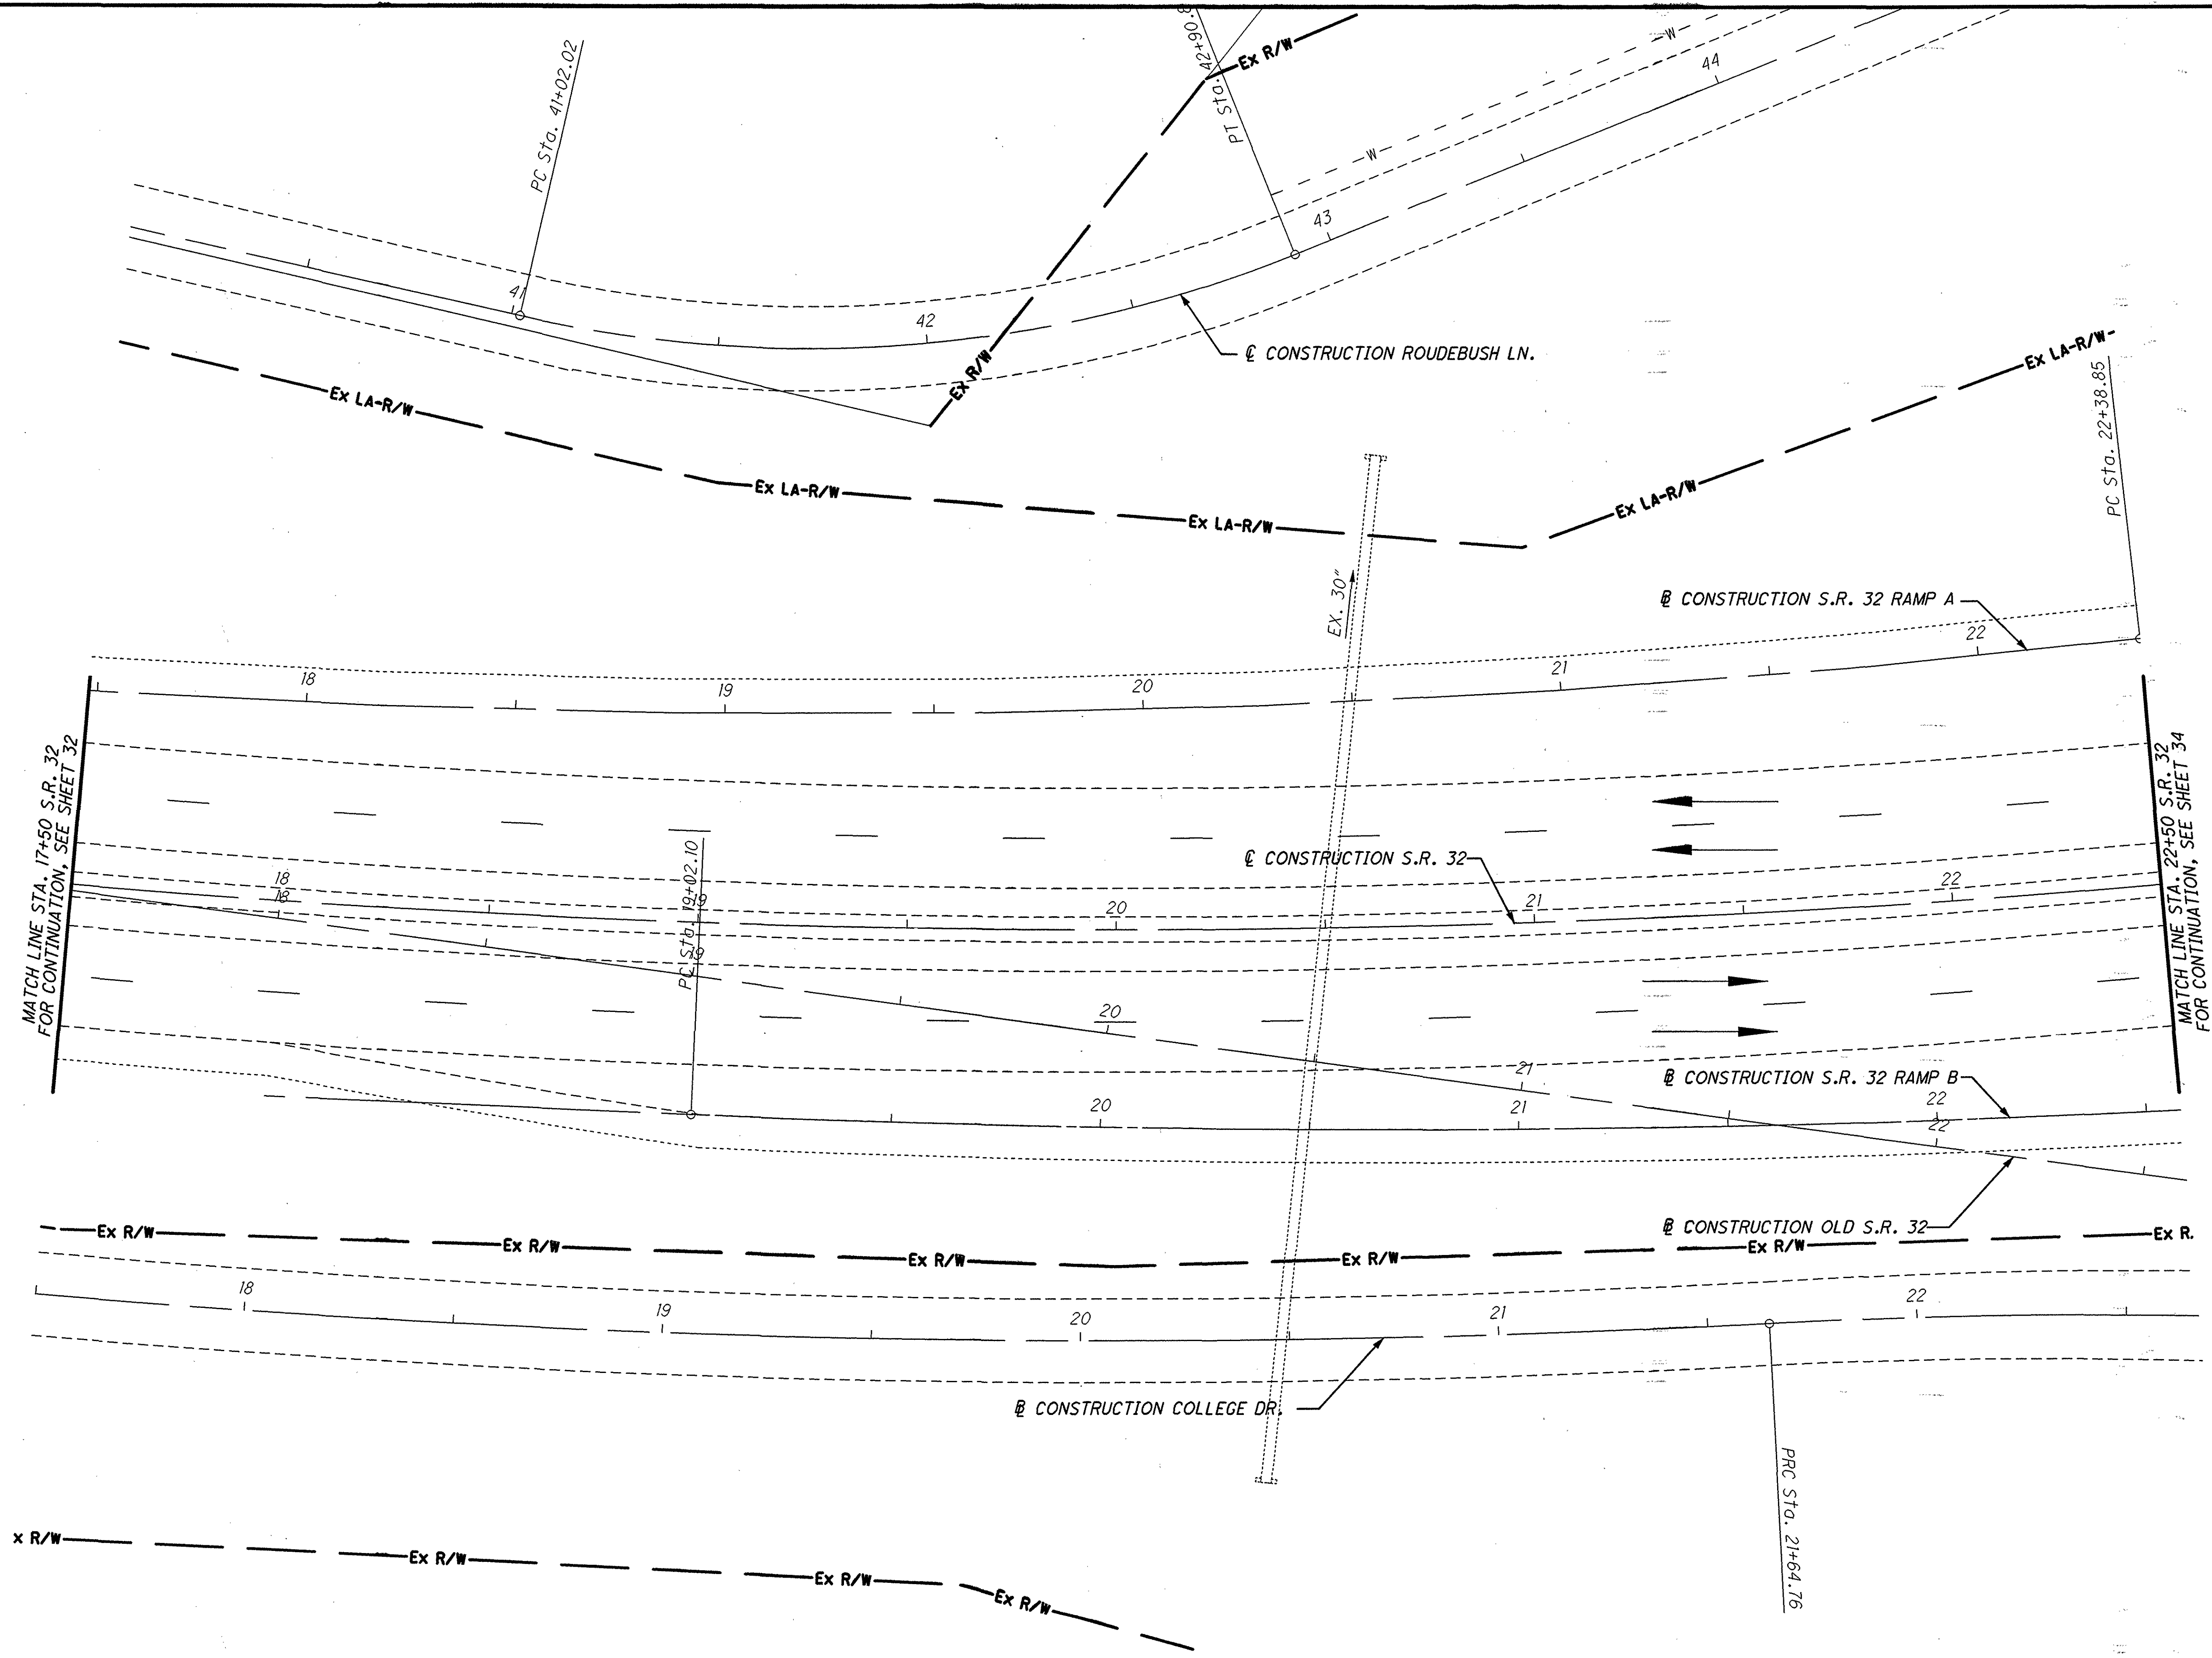 PC Sta. 41+02.02
PT Sta. 42+90.8
Ex R/W
W
44
W
43
41
42
℄ CONSTRUCTION ROUDEBUSH LN.
Ex R/W
Ex LA-R/W
Ex LA-R/W
Ex LA-R/W
Ex LA-R/W
Ex LA-R/W
PC Sta. 22+38.85
EX. 30"
℔ CONSTRUCTION S.R. 32 RAMP A
18
19
20
21
22
MATCH LINE STA. 17+50 S.R. 32
FOR CONTINUATION, SEE SHEET 32
MATCH LINE STA. 22+50 S.R. 32
FOR CONTINUATION, SEE SHEET 34
℄ CONSTRUCTION S.R. 32
18
19
20
21
22
PC Sta. 19+02.10
18
19
20
21
22
℔ CONSTRUCTION S.R. 32 RAMP B
20
21
22
℔ CONSTRUCTION OLD S.R. 32
Ex R/W
Ex R/W
Ex R/W
Ex R/W
Ex R/W
Ex R.
18
19
20
21
22
℔ CONSTRUCTION COLLEGE DR.
PRC Sta. 21+64.76
x R/W
Ex R/W
Ex R/W
Ex R/W